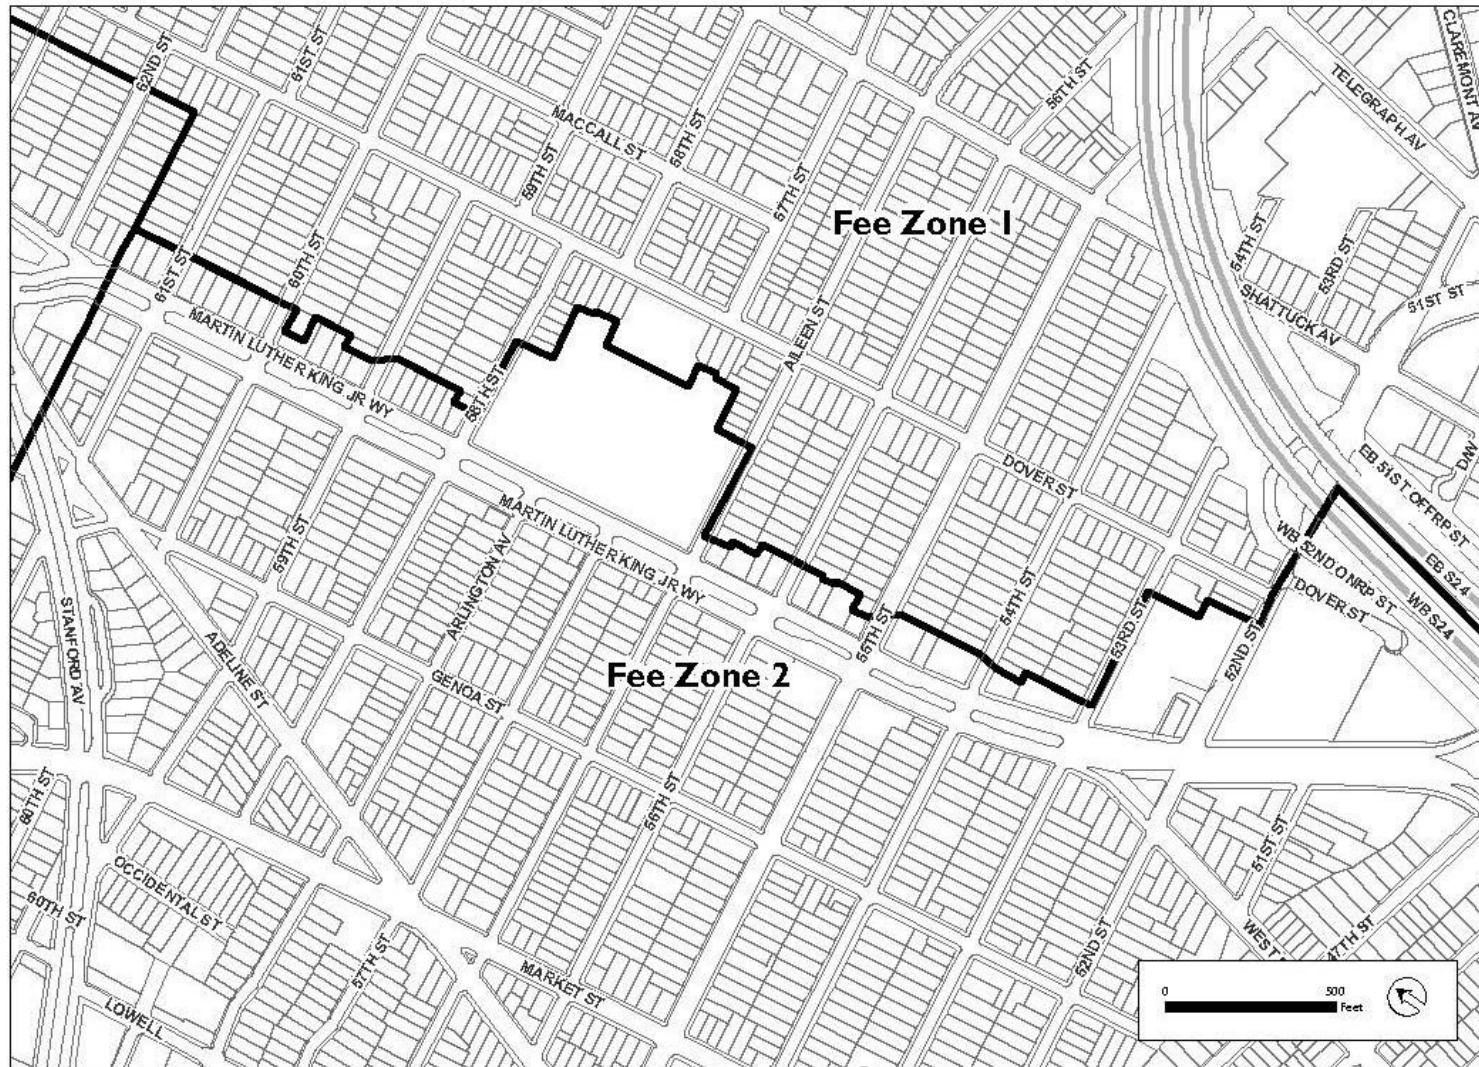 CLAREMONT AV
62ND ST
61ST ST
56TH ST
TELEGRAPH AV
MACCALL ST
58TH ST
59TH ST
57TH ST
Fee Zone 1
54TH ST
53RD ST
60TH ST
61ST ST
51ST ST
SHATTUCK AV
MARTIN LUTHER KING JR WY
AILEEN ST
58TH ST
DOVER ST
EB 51ST OFFRP ST
MARTIN LUTHER KING JR WY
59TH ST
ARLINGTON AV
WB 52ND ONRP ST
EB S24
WB S24
DOVER ST
54TH ST
53RD ST
52ND ST
55TH ST
STANFORD AV
ADELINE ST
GENOA ST
Fee Zone 2
56TH ST
60TH ST
51ST ST
OCCIDENTAL ST
60TH ST
57TH ST
52ND ST
WEST
47TH ST
MARKET ST
LOWELL
0 500
Feet